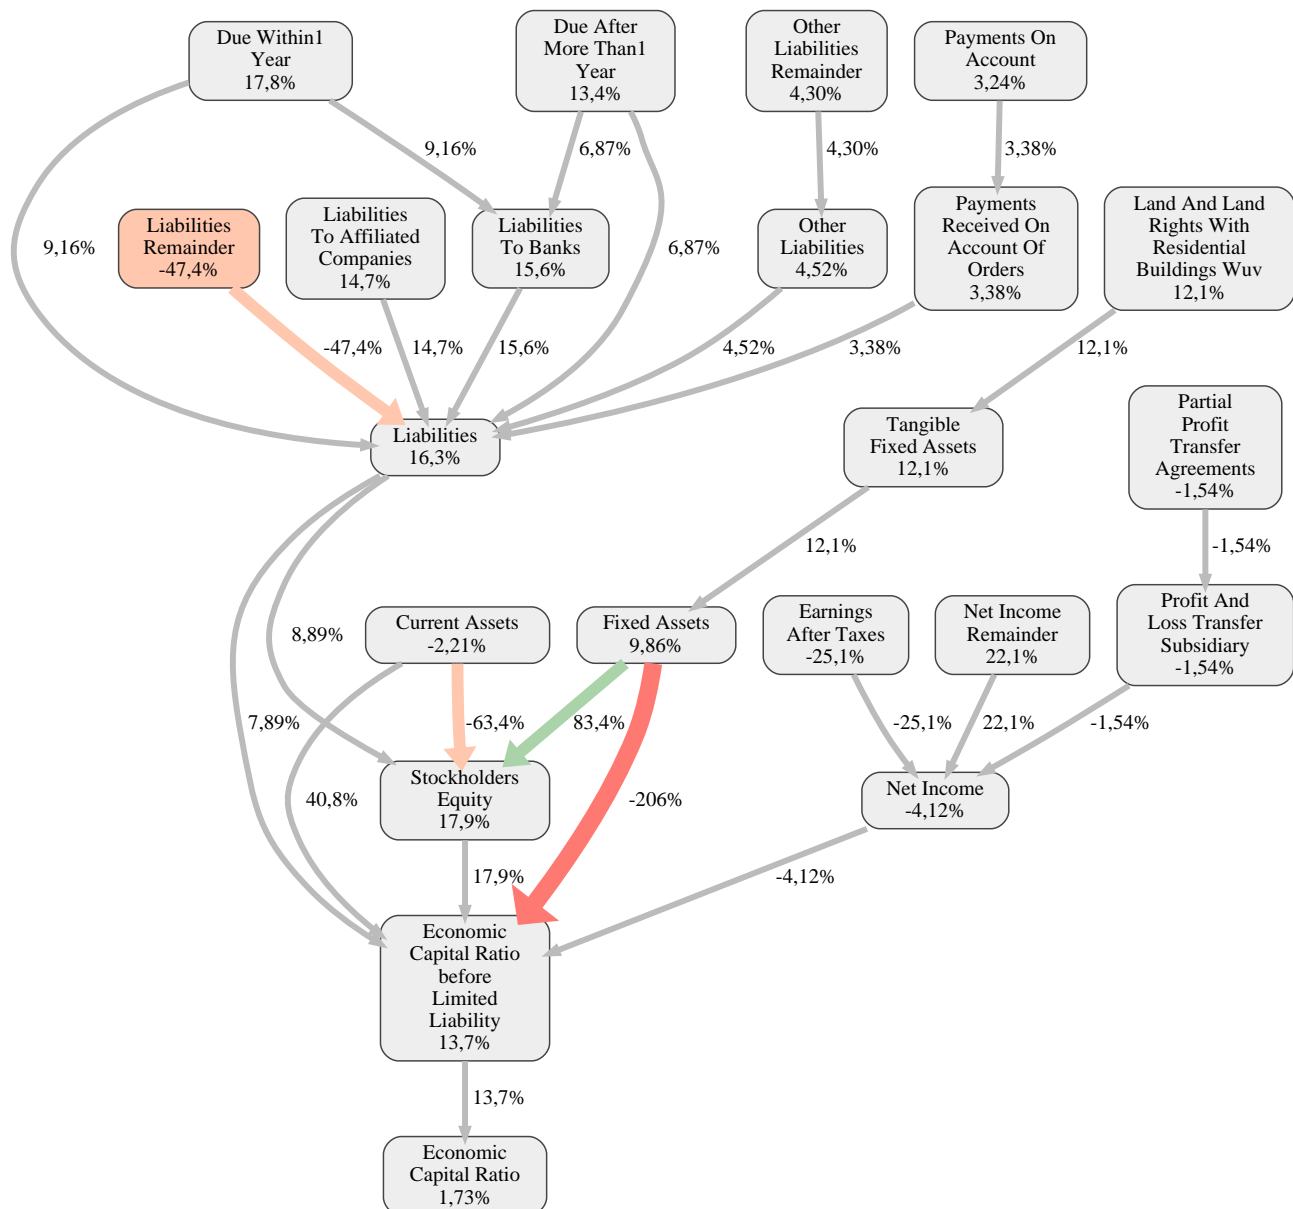 Due Within1
Year
17,8%
Due After
More Than1
Year
13,4%
Other
Liabilities
Remainder
4,30%
Payments On
Account
3,24%
9,16%
6,87%
4,30%
3,38%
Liabilities
Remainder
-47,4%
Liabilities
To Affiliated
Companies
14,7%
Liabilities
To Banks
15,6%
Other
Liabilities
4,52%
Payments
Received On
Account Of
Orders
3,38%
Land And Land
Rights With
Residential
Buildings Wuv
12,1%
9,16%
6,87%
-47,4%
14,7%
15,6%
4,52%
3,38%
12,1%
Liabilities
16,3%
Tangible
Fixed Assets
12,1%
Partial
Profit
Transfer
Agreements
-1,54%
12,1%
-1,54%
8,89%
Current Assets
-2,21%
Fixed Assets
9,86%
Earnings
After Taxes
-25,1%
Net Income
Remainder
22,1%
Profit And
Loss Transfer
Subsidiary
-1,54%
7,89%
-63,4%
83,4%
-25,1%
22,1%
-1,54%
40,8%
Stockholders
Equity
17,9%
-206%
Net Income
-4,12%
17,9%
-4,12%
Economic
Capital Ratio
before
Limited
Liability
13,7%
13,7%
Economic
Capital Ratio
1,73%